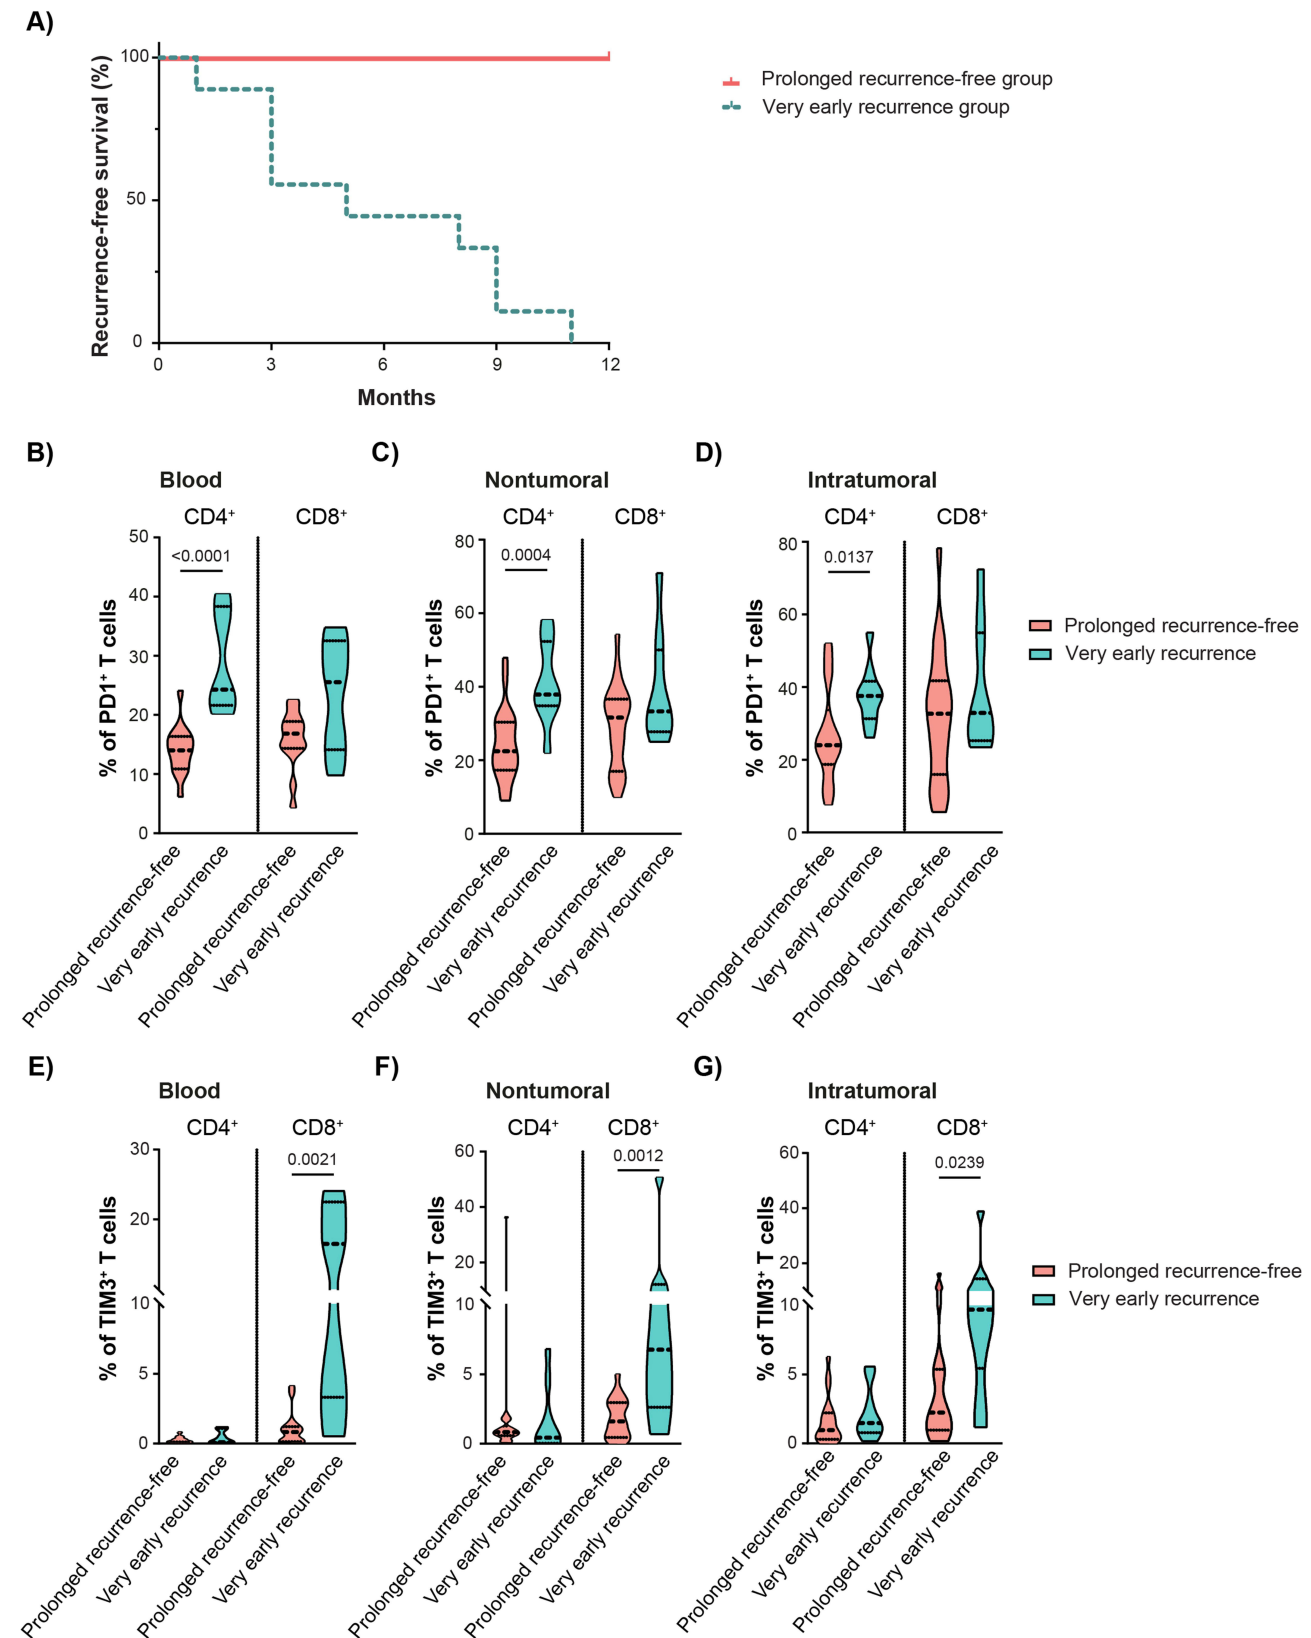 A)
Recurrence-free survival (%)
100
50
0
0 3 6 9 12
Months
Prolonged recurrence-free group
Very early recurrence group
B)
Blood
CD4+ CD8+
<0.0001
% of PD1+ T cells
50
40
30
20
10
0
Prolonged recurrence-free
Very early recurrence
Prolonged recurrence-free
Very early recurrence
C)
Nontumoral
CD4+ CD8+
0.0004
% of PD1+ T cells
80
60
40
20
0
Prolonged recurrence-free
Very early recurrence
Prolonged recurrence-free
Very early recurrence
D)
Intratumoral
CD4+ CD8+
0.0137
% of PD1+ T cells
80
60
40
20
0
Prolonged recurrence-free
Very early recurrence
Prolonged recurrence-free
Very early recurrence
Prolonged recurrence-free
Very early recurrence
E)
Blood
CD4+ CD8+
0.0021
% of TIM3+ T cells
30
20
10
5
0
Prolonged recurrence-free
Very early recurrence
Prolonged recurrence-free
Very early recurrence
F)
Nontumoral
CD4+ CD8+
0.0012
% of TIM3+ T cells
60
40
20
10
5
0
Prolonged recurrence-free
Very early recurrence
Prolonged recurrence-free
Very early recurrence
G)
Intratumoral
CD4+ CD8+
0.0239
% of TIM3+ T cells
60
40
20
10
5
0
Prolonged recurrence-free
Very early recurrence
Prolonged recurrence-free
Very early recurrence
Prolonged recurrence-free
Very early recurrence